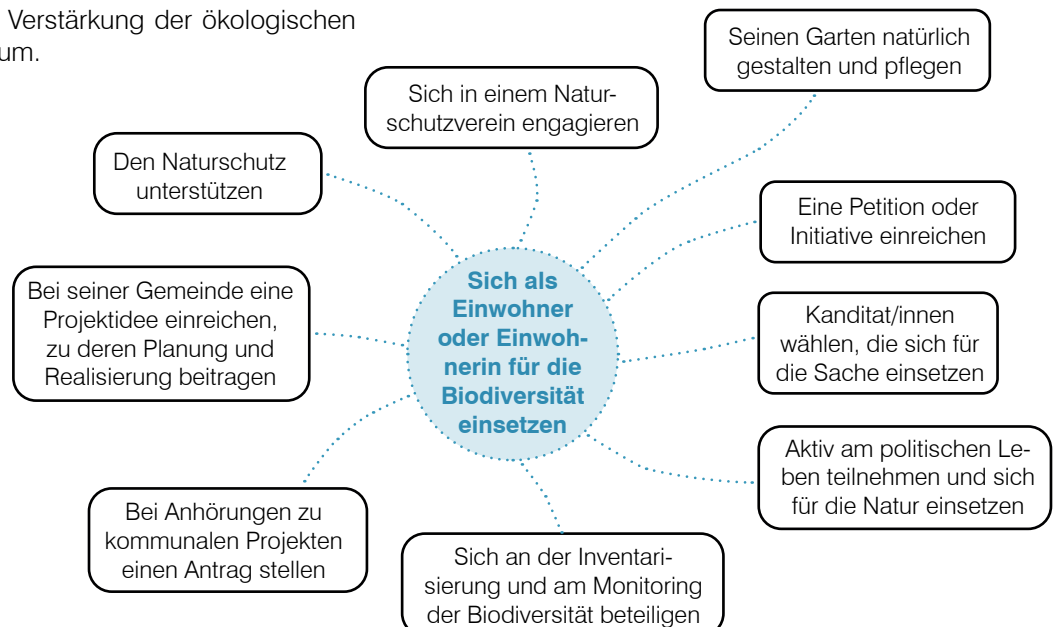 Verstärkung der ökologischen
um.
Seinen Garten natürlich
gestalten und pflegen
Sich in einem Natur-
schutzverein engagieren
Den Naturschutz
unterstützen
Eine Petition oder
Initiative einreichen
Sich als
Einwohner
oder Einwoh-
nerin für die
Biodiversität
einsetzen
Bei seiner Gemeinde eine
Projektidee einreichen,
zu deren Planung und
Realisierung beitragen
Kanditat/innen
wählen, die sich für
die Sache einsetzen
Aktiv am politischen Le-
ben teilnehmen und sich
für die Natur einsetzen
Bei Anhörungen zu
kommunalen Projekten
einen Antrag stellen
Sich an der Inventari-
sierung und am Monitoring
der Biodiversität beteiligen